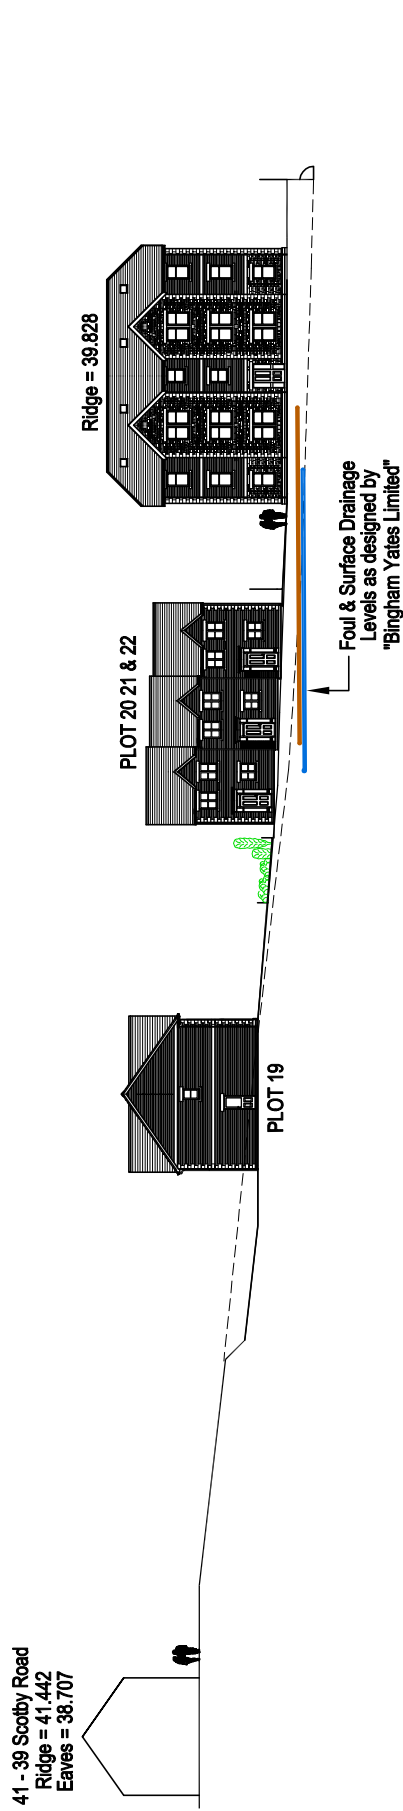 41 - 39 Scotby Road
Ridge = 41.442
Eaves = 38.707
PLOT 19
PLOT 20 21 & 22
Ridge = 39.828
Foul & Surface Drainage
Levels as designed by
"Bingham Yates Limited"